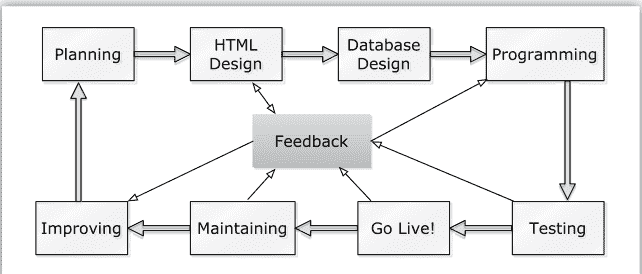 Planning
HTML
Design
Database
Design
Programming
Feedback
Improving
Maintaining
Go Live!
Testing